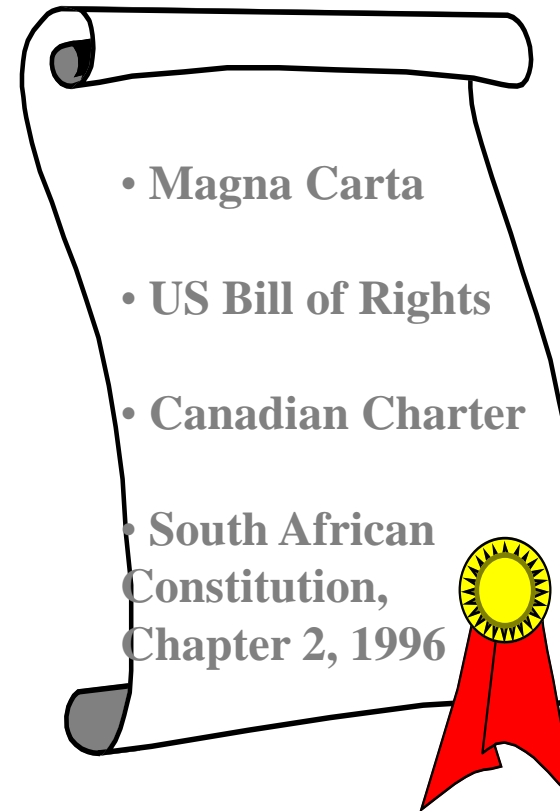 • Magna Carta
• US Bill of Rights
• Canadian Charter
• South African
Constitution,
Chapter 2, 1996